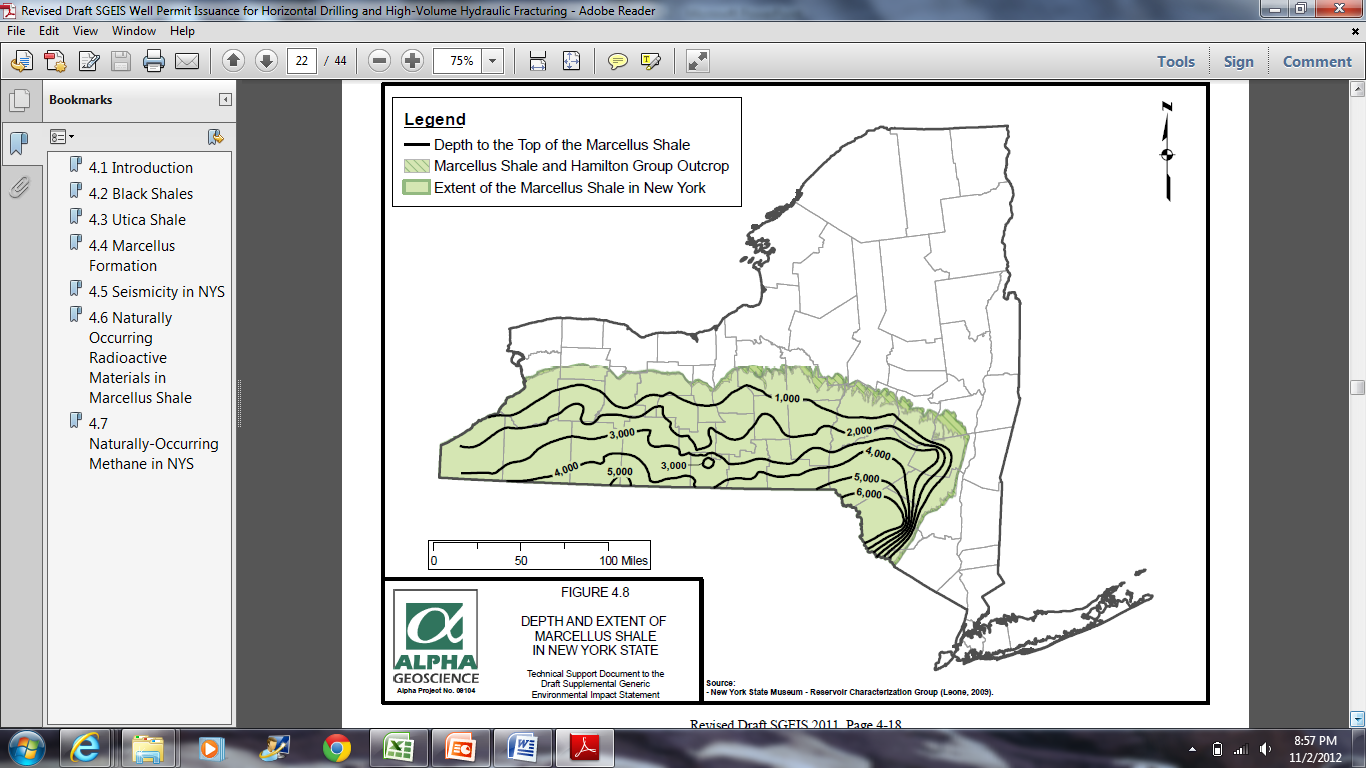 Revised Draft SGEIS Well Permit Issuance for Horizontal Drilling and High-Volume Hydraulic Fracturing - Adobe Reader
File Edit View Window Help
22 / 44
75%
Tools Sign Comment
Bookmarks
4.1 Introduction
4.2 Black Shales
4.3 Utica Shale
4.4 Marcellus
Formation
4.5 Seismicity in NYS
4.6 Naturally
Occurring
Radioactive
Materials in
Marcellus Shale
4.7
Naturally-Occurring
Methane in NYS
Legend
Depth to the Top of the Marcellus Shale
Marcellus Shale and Hamilton Group Outcrop
Extent of the Marcellus Shale in New York
N
1,000
2,000
3,000
4,000
3,000
4,000
5,000
5,000
6,000
0 50 100 Miles
FIGURE 4.8
DEPTH AND EXTENT OF
MARCELLUS SHALE
IN NEW YORK STATE
Technical Support Document to the
Draft Supplemental Generic
Environmental Impact Statement
α
ALPHA
GEOSCIENCE
Alpha Project No. 09104
Source:
- New York State Museum - Reservoir Characterization Group (Leone, 2009).
Revised Draft SGEIS 2011, Page 4-18
8:57 PM
11/2/2012